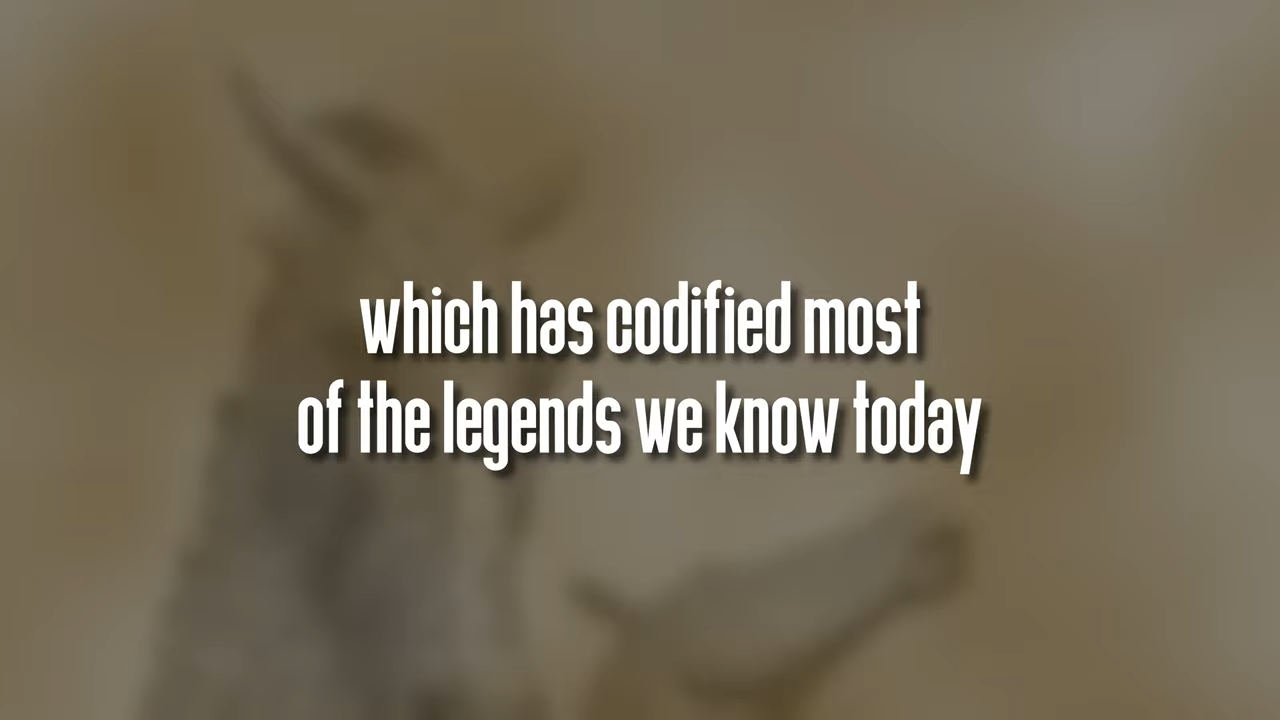 which has codified most
of the legends we know today